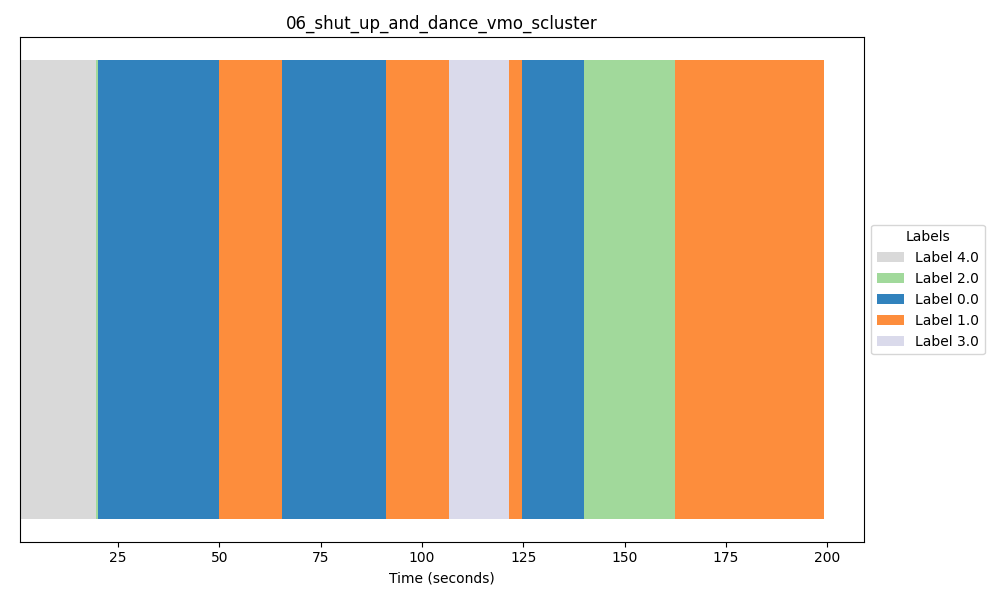 06_shut_up_and_dance_vmo_scluster
Labels
Label 4.0
Label 2.0
Label 0.0
Label 1.0
Label 3.0
25 50 75 100 125 150 175 200
Time (seconds)